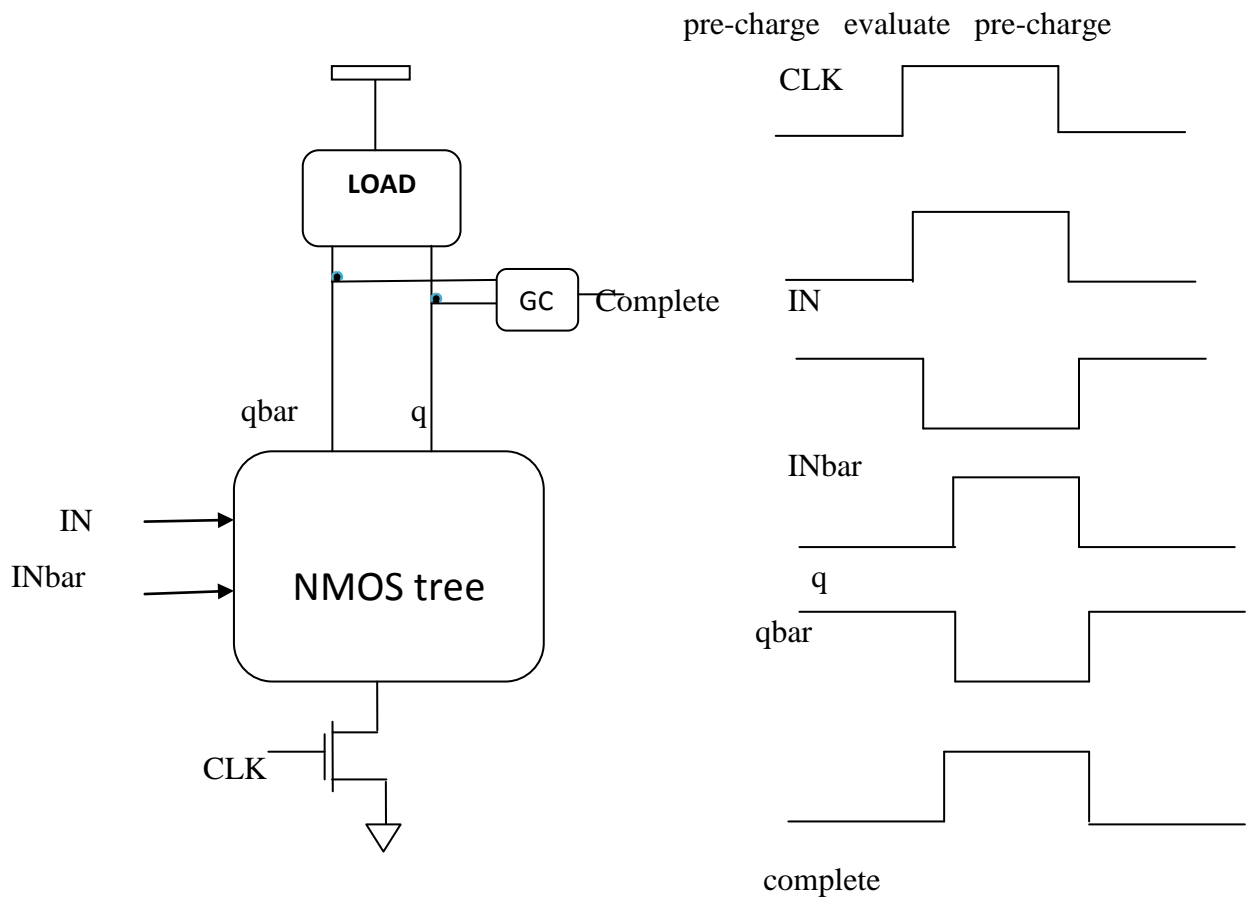 pre-charge evaluate pre-charge
CLK
LOAD
GC
Complete
IN
qbar
q
INbar
IN
INbar
NMOS tree
q
qbar
CLK
complete